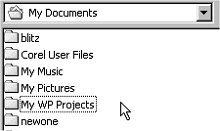 My Documents
blitz
Corel User Files
My Music
My Pictures
My WP Projects
newone